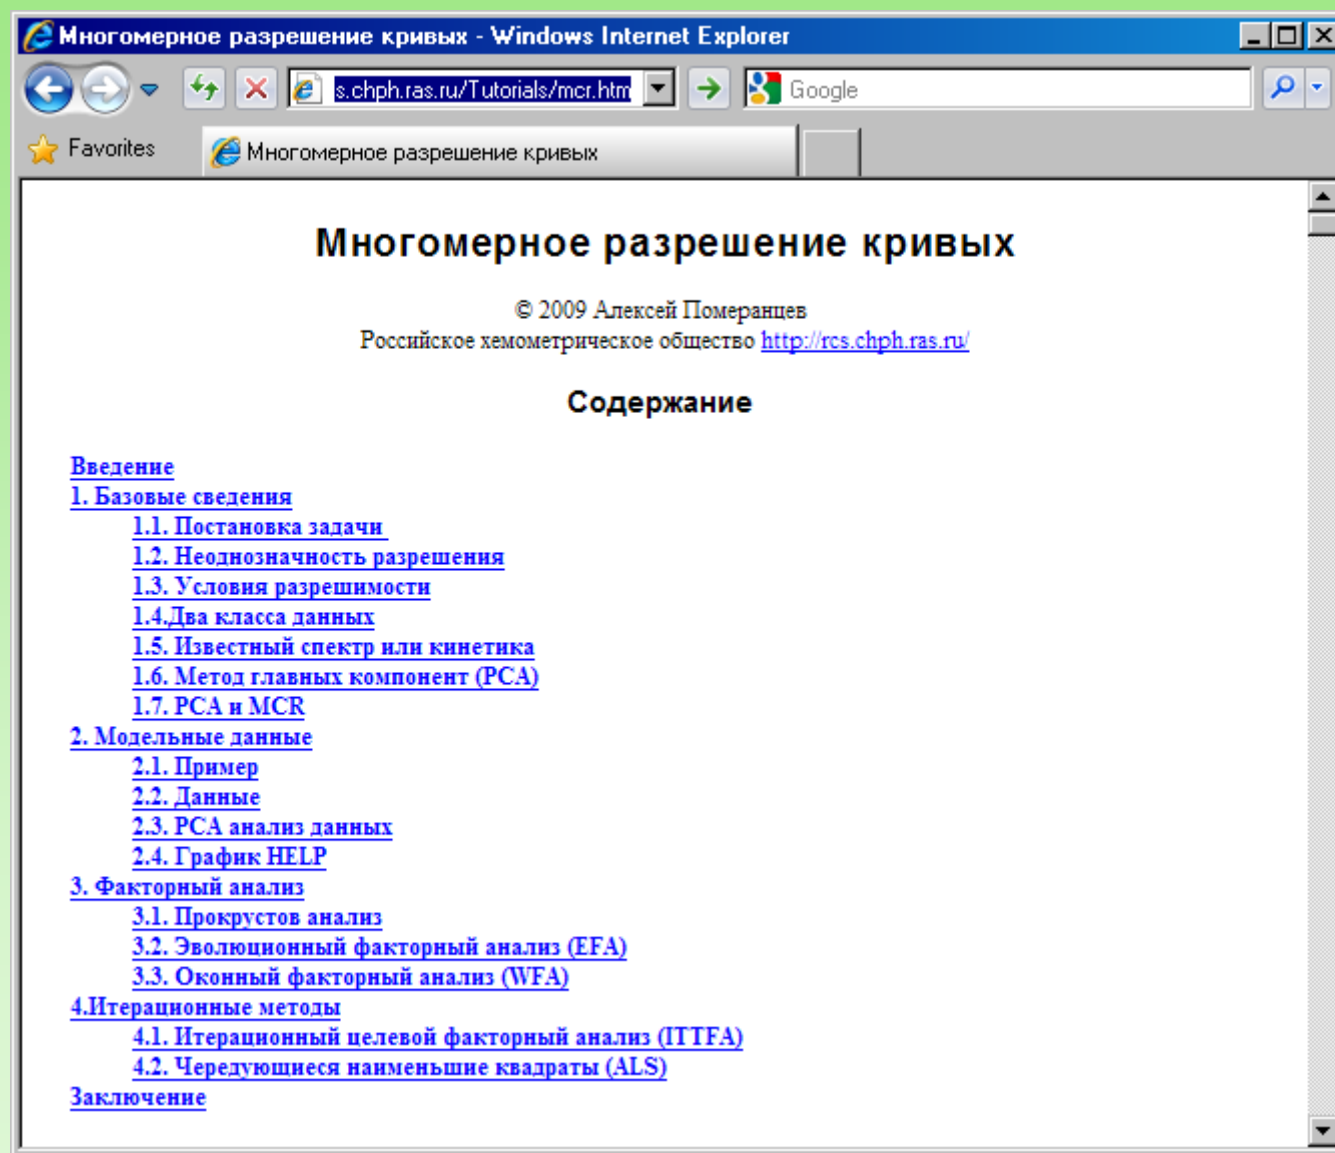 Многомерное разрешение кривых - Windows Internet Explorer
s.chph.ras.ru/Tutorials/mcr.htm
Google
Favorites
Многомерное разрешение кривых
Многомерное разрешение кривых
© 2009 Алексей Померанцев
Российское хемометрическое общество http://rcs.chph.ras.ru/
Содержание
Введение
1. Базовые сведения
1.1. Постановка задачи
1.2. Неоднозначность разрешения
1.3. Условия разрешимости
1.4.Два класса данных
1.5. Известный спектр или кинетика
1.6. Метод главных компонент (PCA)
1.7. PCA и MCR
2. Модельные данные
2.1. Пример
2.2. Данные
2.3. PCA анализ данных
2.4. График HELP
3. Факторный анализ
3.1. Прокрустов анализ
3.2. Эволюционный факторный анализ (EFA)
3.3. Оконный факторный анализ (WFA)
4.Итерационные методы
4.1. Итерационный целевой факторный анализ (ITTFA)
4.2. Чередующиеся наименьшие квадраты (ALS)
Заключение